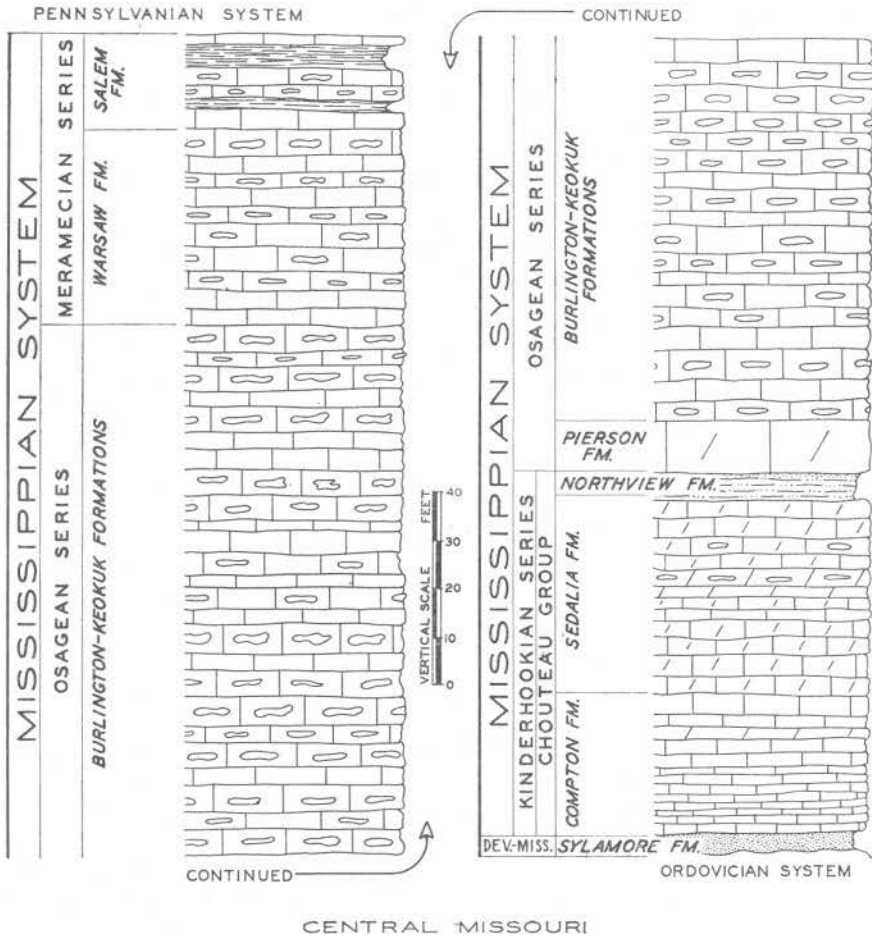 PENNSYLVANIAN SYSTEM
MISSISSIPPIAN SYSTEM
MERAMECIAN SERIES
SALEM
FM.
WARSAW FM.
OSAGEAN SERIES
BURLINGTON-KEOKUK FORMATIONS
CONTINUED
VERTICAL SCALE FEET
40
30
20
10
0
CONTINUED
MISSISSIPPIAN SYSTEM
OSAGEAN SERIES
BURLINGTON-KEOKUK
FORMATIONS
PIERSON
FM.
KINDERHOOKIAN SERIES
CHOUTEAU GROUP
NORTHVIEW FM.
SEDALIA FM.
COMPTON FM.
DEV.-MISS. SYLAMORE FM.
ORDOVICIAN SYSTEM
CENTRAL MISSOURI